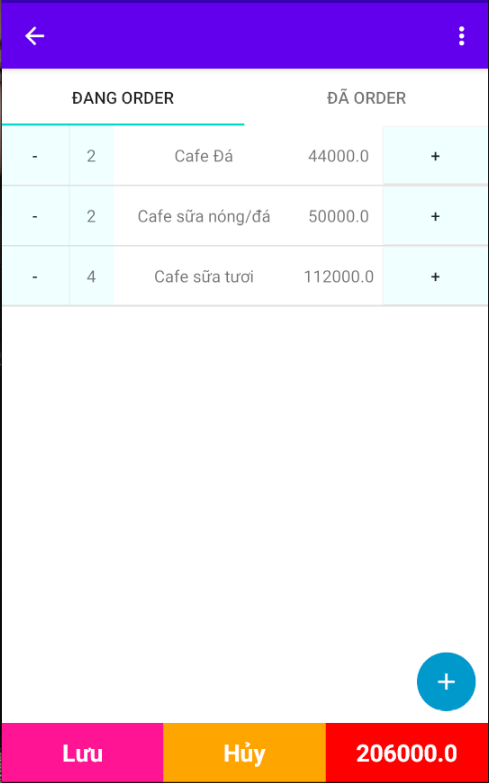 ĐANG ORDER ĐÃ ORDER
- 2 Cafe Đá 44000.0 +
- 2 Cafe sữa nóng/đá 50000.0 +
- 4 Cafe sữa tươi 112000.0 +
+
Lưu Hủy 206000.0